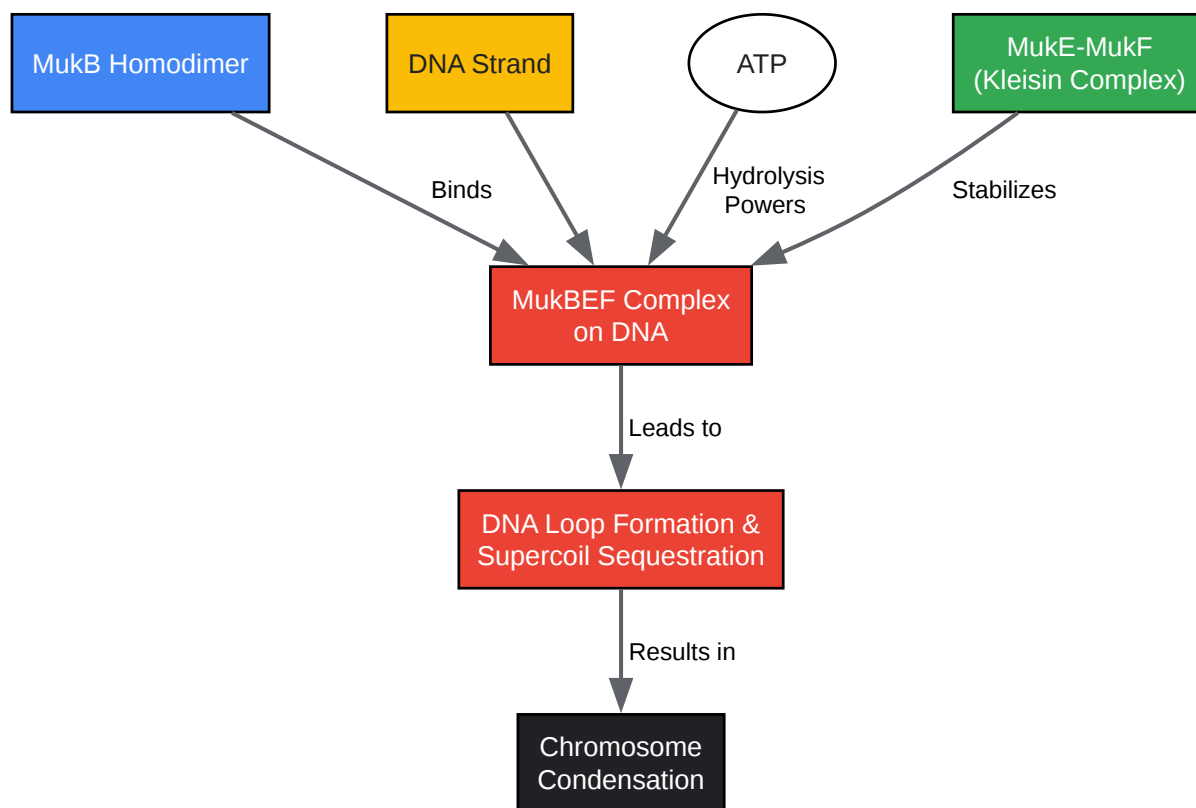 MukB Homodimer
DNA Strand
ATP
MukE-MukF
(Kleisin Complex)
Binds
Hydrolysis
Powers
Stabilizes
MukBEF Complex
on DNA
Leads to
DNA Loop Formation &
Supercoil Sequestration
Results in
Chromosome
Condensation